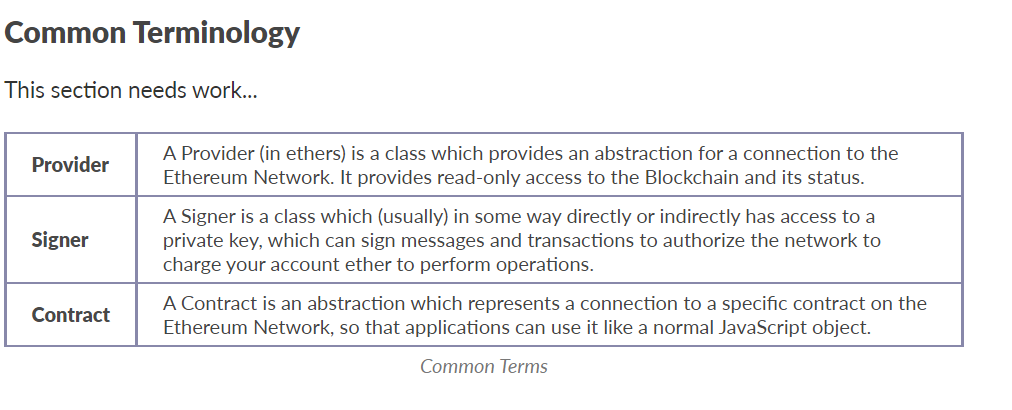 Common Terminology
This section needs work...
Provider
A Provider (in ethers) is a class which provides an abstraction for a connection to the
Ethereum Network. It provides read-only access to the Blockchain and its status.
Signer
A Signer is a class which (usually) in some way directly or indirectly has access to a
private key, which can sign messages and transactions to authorize the network to
charge your account ether to perform operations.
Contract
A Contract is an abstraction which represents a connection to a specific contract on the
Ethereum Network, so that applications can use it like a normal JavaScript object.
Common Terms